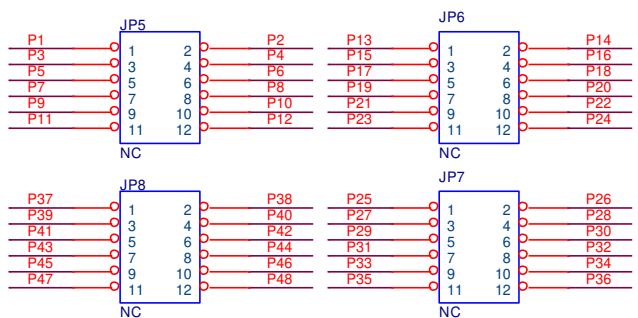 JP5
P1 1 2 P2
P3 3 4 P4
P5 5 6 P6
P7 7 8 P8
P9 9 10 P10
P11 11 12 P12
NC
JP6
P13 1 2 P14
P15 3 4 P16
P17 5 6 P18
P19 7 8 P20
P21 9 10 P22
P23 11 12 P24
NC
JP8
P37 1 2 P38
P39 3 4 P40
P41 5 6 P42
P43 7 8 P44
P45 9 10 P46
P47 11 12 P48
NC
JP7
P25 1 2 P26
P27 3 4 P28
P29 5 6 P30
P31 7 8 P32
P33 9 10 P34
P35 11 12 P36
NC